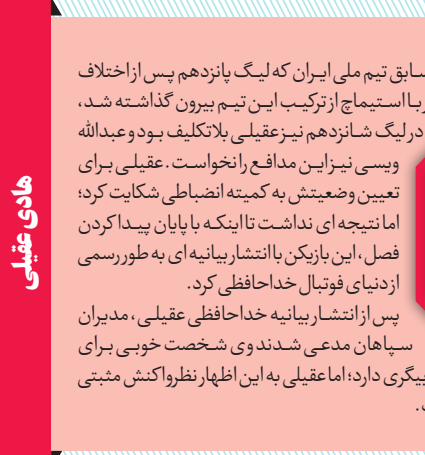 هادی عقیلی
سابق تیم ملی ایران که لیگ پانزدهم پس از اختلاف
با استیماچ از ترکیب این تیم بیرون گذاشته شد،
در لیگ شانزدهم نیز عقیلی بلاتکلیف بود و عبدالله
ویسی نیز این مدافع را نخواست. عقیلی برای
تعیین وضعیتش به کمیته انضباطی شکایت کرد؛
اما نتیجه ای نداشت تا اینکه با پایان پیدا کردن
فصل، این بازیکن با انتشار بیانیه ای به طور رسمی
از دنیای فوتبال خداحافظی کرد.
پس از انتشار بیانیه خداحافظی عقیلی، مدیران
سپاهان مدعی شدند وی شخصت خوبی برای
دارد؛ اما عقیلی به این اظهار نظر واکنش مثبتی